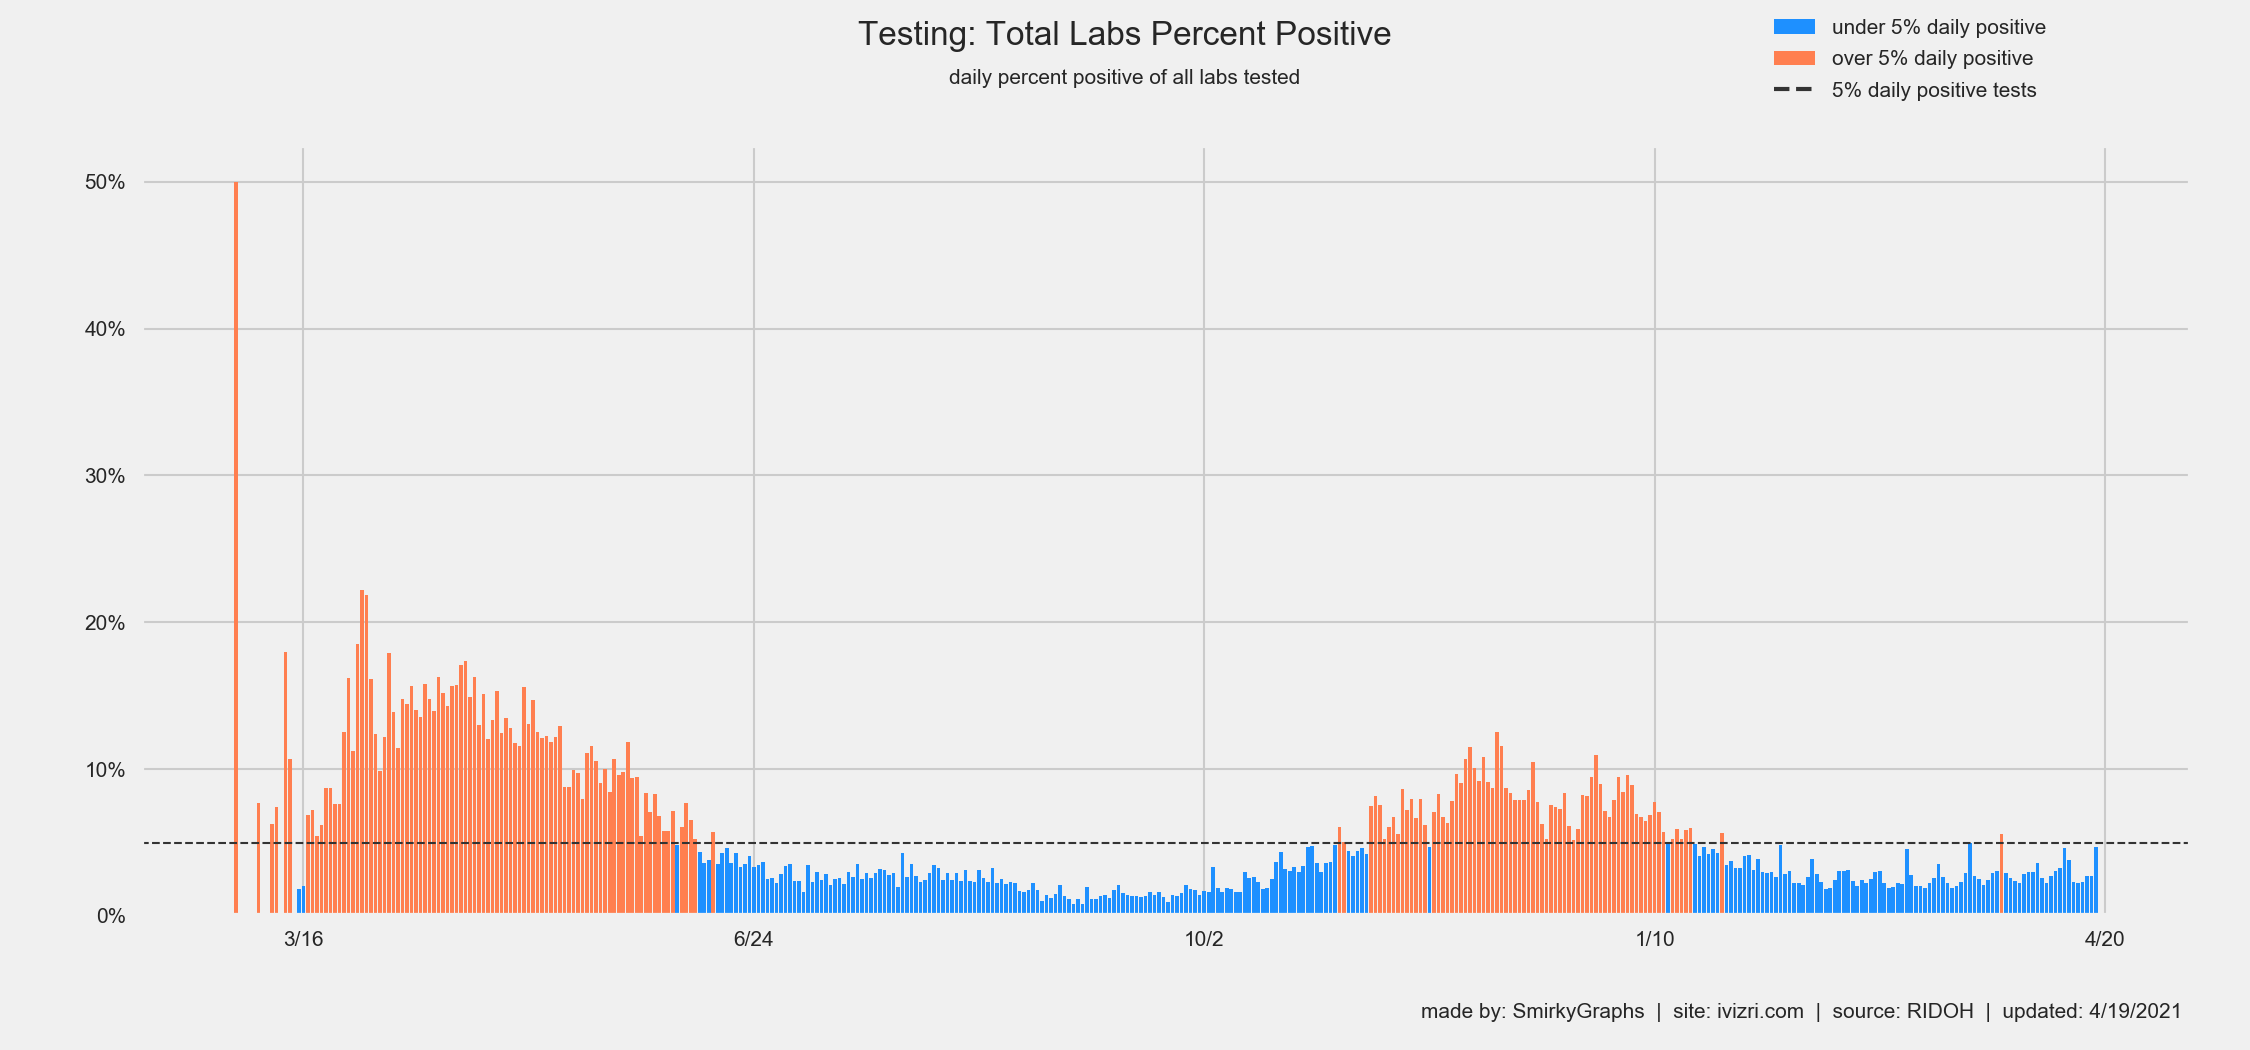 Testing: Total Labs Percent Positive
daily percent positive of all labs tested
under 5% daily positive
over 5% daily positive
5% daily positive tests
50%
40%
30%
20%
10%
0%
3/16 6/24 10/2 1/10 4/20
made by: SmirkyGraphs | site: ivizri.com | source: RIDOH | updated: 4/19/2021